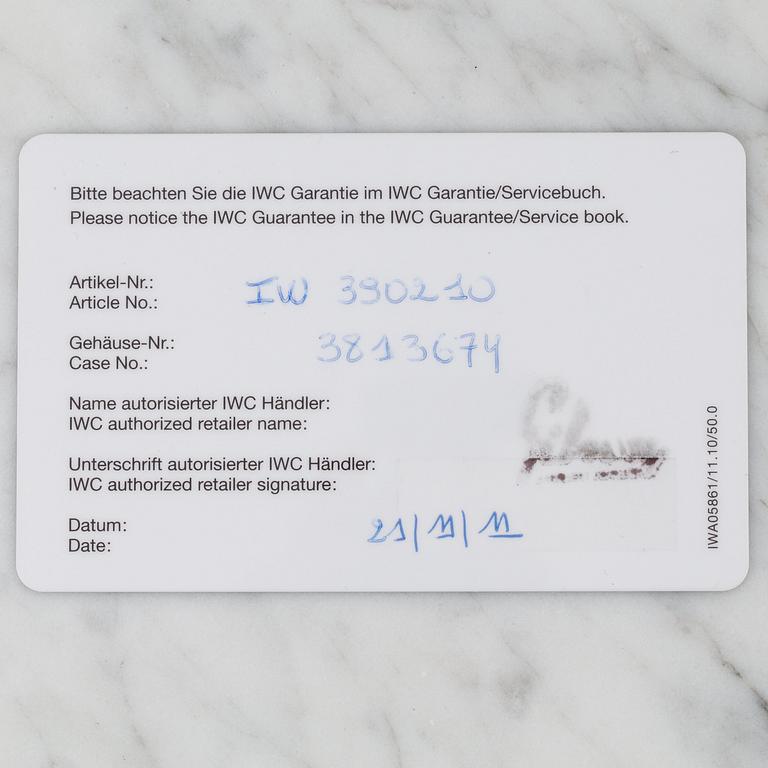 Bitte beachten Sie die IWC Garantie im IWC Garantie/Servicebuch.
Please notice the IWC Guarantee in the IWC Guarantee/Service book.
Artikel-Nr.:
Article No.: IW 390210
Gehäuse-Nr.:
Case No.: 3813674
Name autorisierter IWC Händler:
IWC authorized retailer name:
Unterschrift autorisierter IWC Händler:
IWC authorized retailer signature:
Datum:
Date: 21/11/11
IWA05861/11.10/50.0